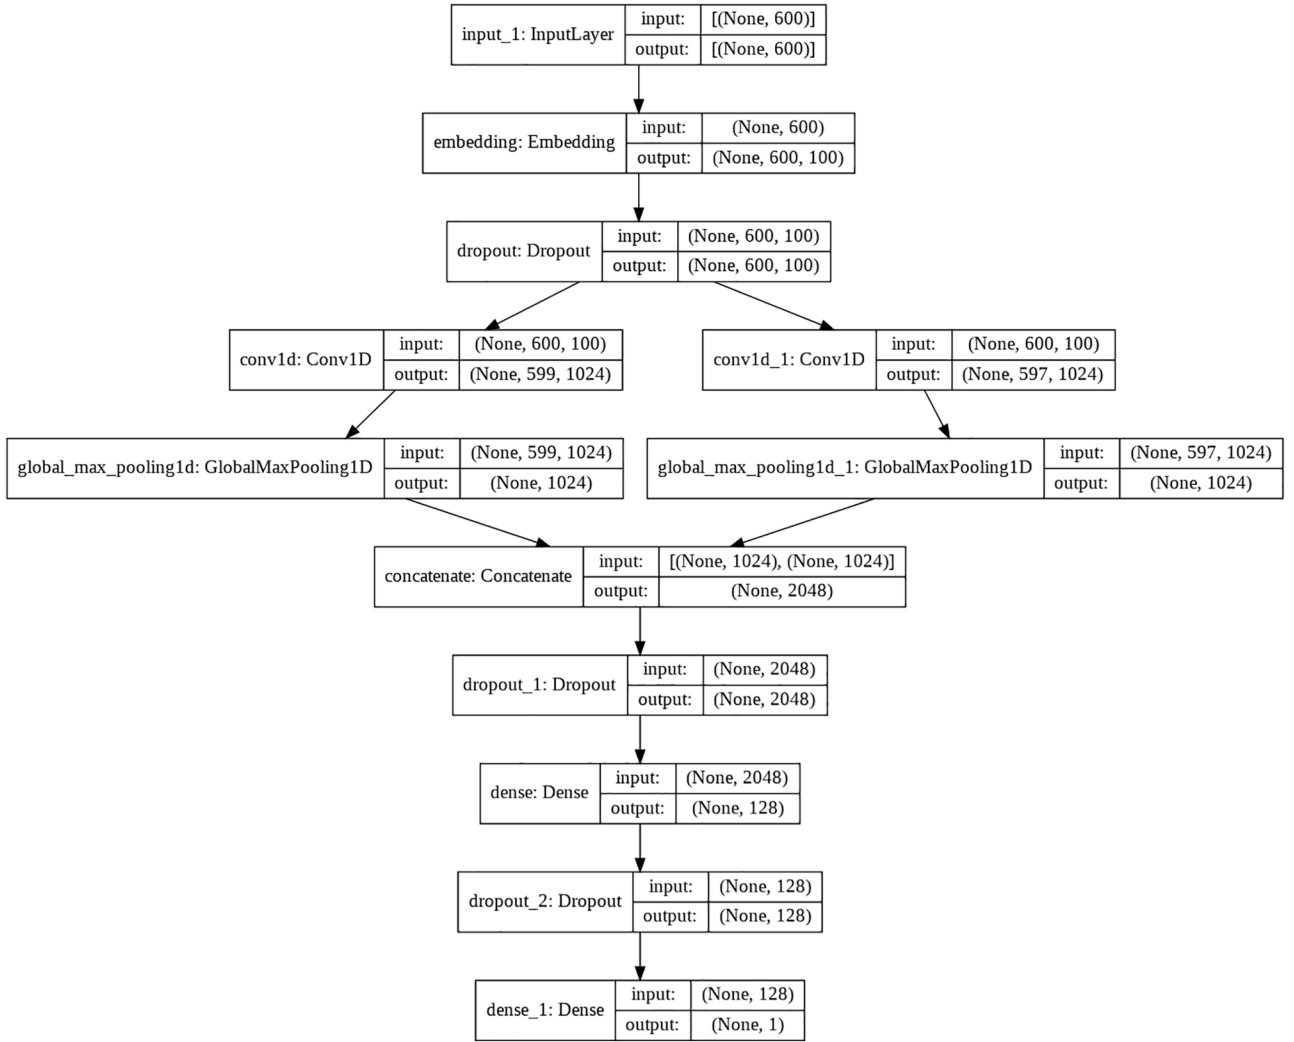 input_1: InputLayer
input: [(None, 600)]
output: [(None, 600)]
embedding: Embedding
input: (None, 600)
output: (None, 600, 100)
dropout: Dropout
input: (None, 600, 100)
output: (None, 600, 100)
conv1d: Conv1D
input: (None, 600, 100)
output: (None, 599, 1024)
conv1d_1: Conv1D
input: (None, 600, 100)
output: (None, 597, 1024)
global_max_pooling1d: GlobalMaxPooling1D
input: (None, 599, 1024)
output: (None, 1024)
global_max_pooling1d_1: GlobalMaxPooling1D
input: (None, 597, 1024)
output: (None, 1024)
concatenate: Concatenate
input: [(None, 1024), (None, 1024)]
output: (None, 2048)
dropout_1: Dropout
input: (None, 2048)
output: (None, 2048)
dense: Dense
input: (None, 2048)
output: (None, 128)
dropout_2: Dropout
input: (None, 128)
output: (None, 128)
dense_1: Dense
input: (None, 128)
output: (None, 1)